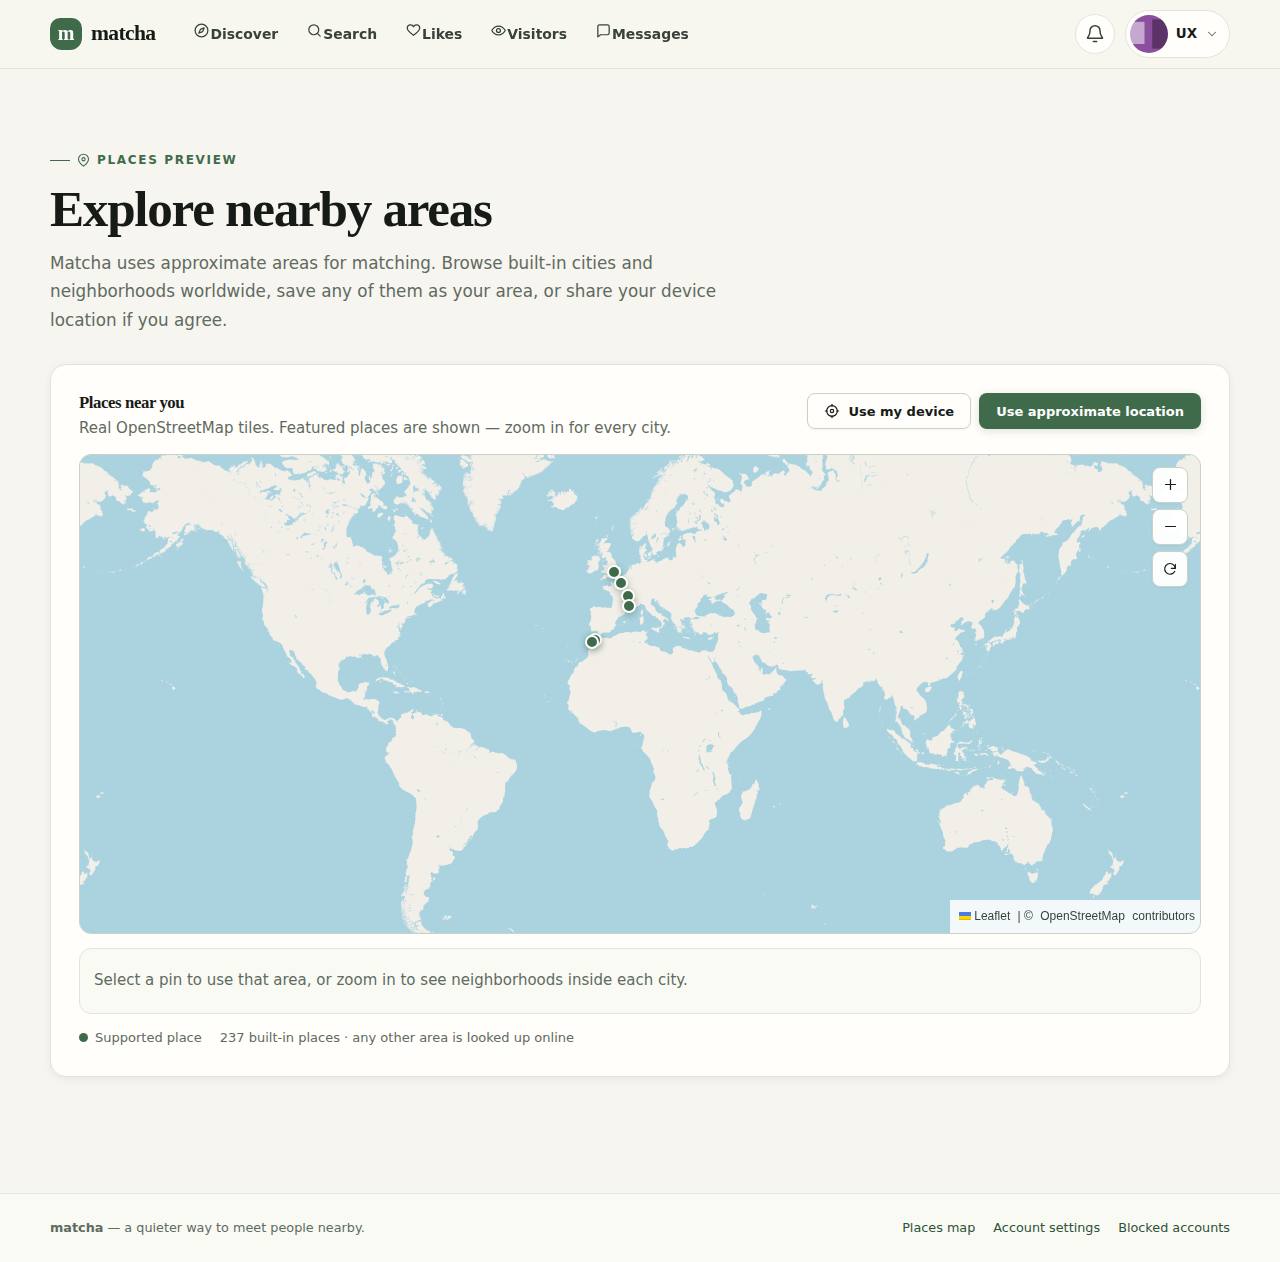 m matcha Discover Search Likes Visitors Messages UX
PLACES PREVIEW
Explore nearby areas
Matcha uses approximate areas for matching. Browse built-in cities and
neighborhoods worldwide, save any of them as your area, or share your device
location if you agree.
Places near you
Real OpenStreetMap tiles. Featured places are shown — zoom in for every city.
Use my device Use approximate location
+
−
Leaflet | © OpenStreetMap contributors
Select a pin to use that area, or zoom in to see neighborhoods inside each city.
Supported place 237 built-in places · any other area is looked up online
matcha — a quieter way to meet people nearby. Places map Account settings Blocked accounts